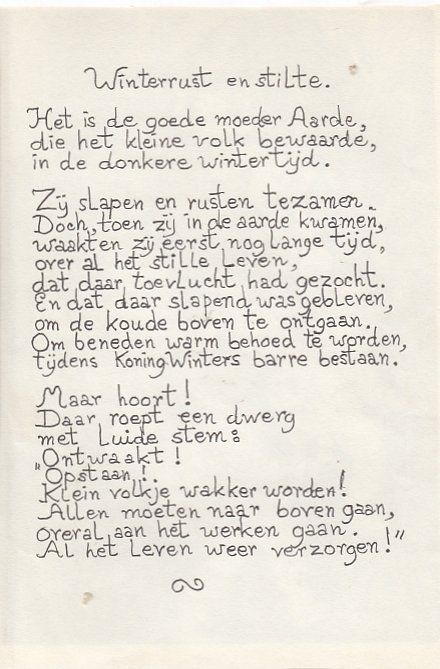 Winterrust en stilte.
Het is de goede moeder Aarde,
die het kleine volk bewaarde,
in de donkere wintertijd.
Zij slapen en rusten tezamen.
Doch, toen zij in de aarde kwamen,
waakten zij eerst nog lange tijd,
over al het stille Leven,
dat daar toevlucht had gezocht.
En dat daar slapend was gebleven,
om de koude boven te ontgaan.
Om beneden warm behoed te worden,
tijdens Koning Winters barre bestaan.
Maar hoort!
Daar roept een dwerg
met luide stem:
„Ontwaakt!
Opstaan!.
Klein volkje wakker worden!
Allen moeten naar boven gaan,
overal aan het werken gaan.
Al het Leven weer verzorgen!"